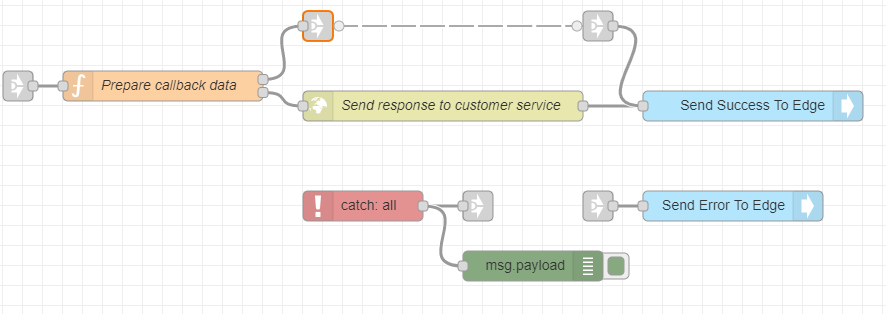 Prepare callback data
Send response to customer service
Send Success To Edge
catch: all
Send Error To Edge
msg.payload